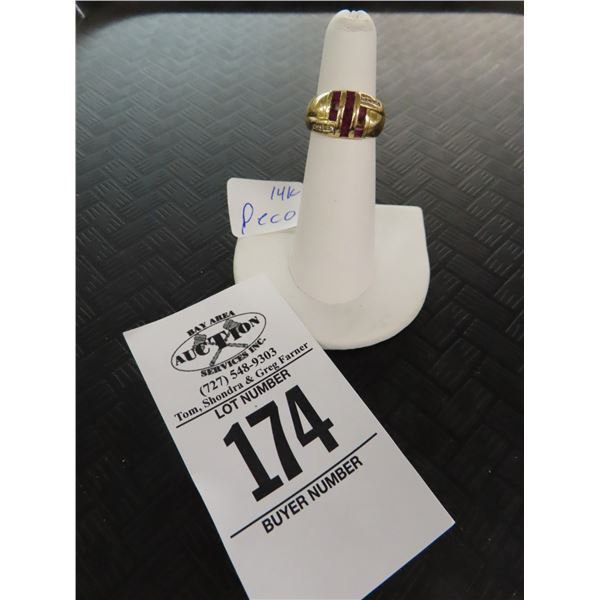 14k
Peco
BAY AREA
AUCTION
SERVICES INC.
(727) 548-9303
Tom, Shondra & Greg Farner
LOT NUMBER
174
BUYER NUMBER